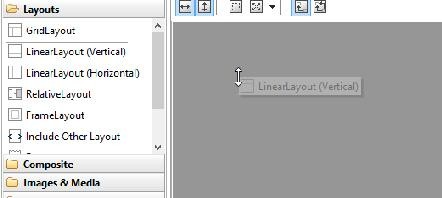 Layouts
GridLayout
LinearLayout (Vertical)
LinearLayout (Horizontal)
RelativeLayout
FrameLayout
Include Other Layout
Composite
Images & Media
LinearLayout (Vertical)